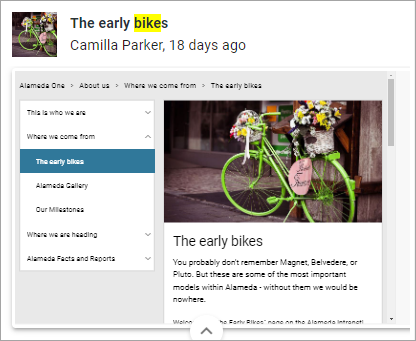 The early bikes
Camilla Parker, 18 days ago
Alameda One > About us > Where we come from > The early bikes
This is who we are
Where we come from
The early bikes
Alameda Gallery
Our Milestones
Where we are heading
Alameda Facts and Reports
The early bikes
You probably don't remember Magnet, Belvedere, or
Pluto. But these are some of the most important
models within Alameda - without them we would be
nowhere.
Welcome to "The Early Bikes" page on the Alameda Intranet!